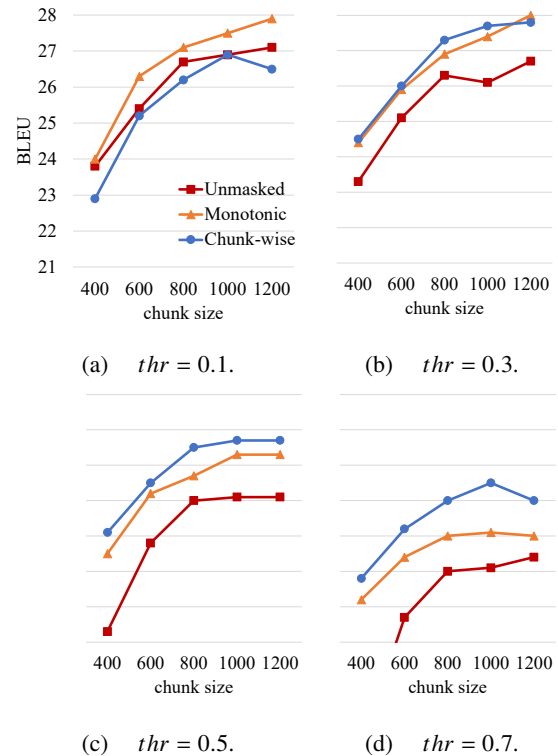 28
27
26
25
24
23
22
21
BLEU
Unmasked
Monotonic
Chunk-wise
400 600 800 1000 1200
chunk size
400 600 800 1000 1200
chunk size
(a) thr = 0.1.
(b) thr = 0.3.
400 600 800 1000 1200
chunk size
400 600 800 1000 1200
chunk size
(c) thr = 0.5.
(d) thr = 0.7.